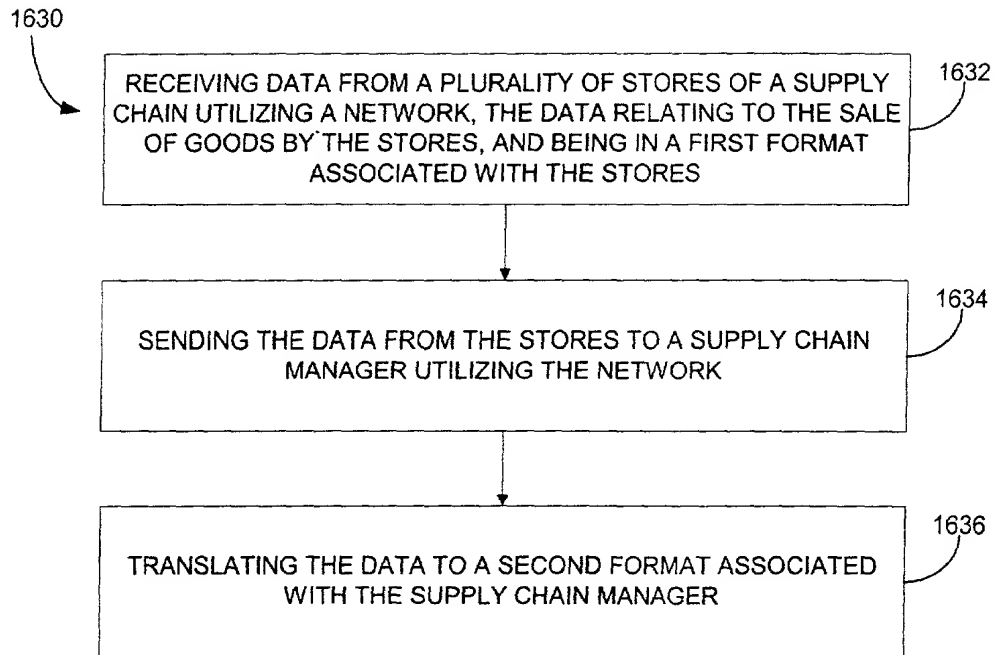 1630
RECEIVING DATA FROM A PLURALITY OF STORES OF A SUPPLY
CHAIN UTILIZING A NETWORK, THE DATA RELATING TO THE SALE
OF GOODS BY THE STORES, AND BEING IN A FIRST FORMAT
ASSOCIATED WITH THE STORES
1632
SENDING THE DATA FROM THE STORES TO A SUPPLY CHAIN
MANAGER UTILIZING THE NETWORK
1634
TRANSLATING THE DATA TO A SECOND FORMAT ASSOCIATED
WITH THE SUPPLY CHAIN MANAGER
1636